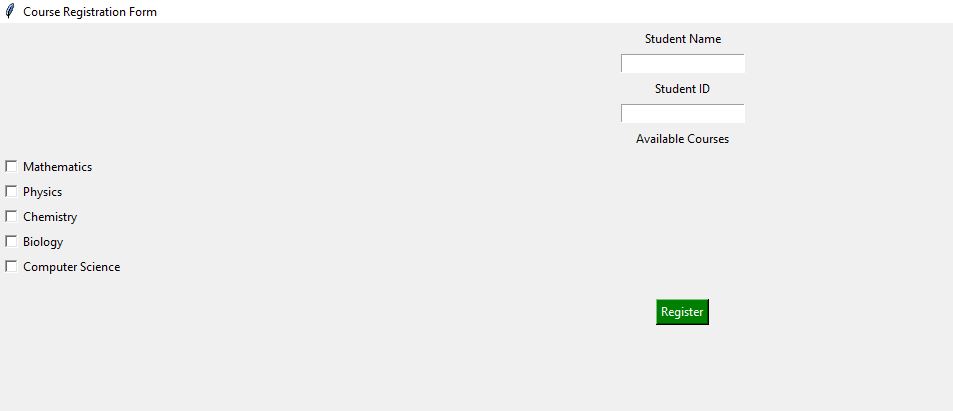 Course Registration Form
Student Name
Student ID
Available Courses
Mathematics
Physics
Chemistry
Biology
Computer Science
Register